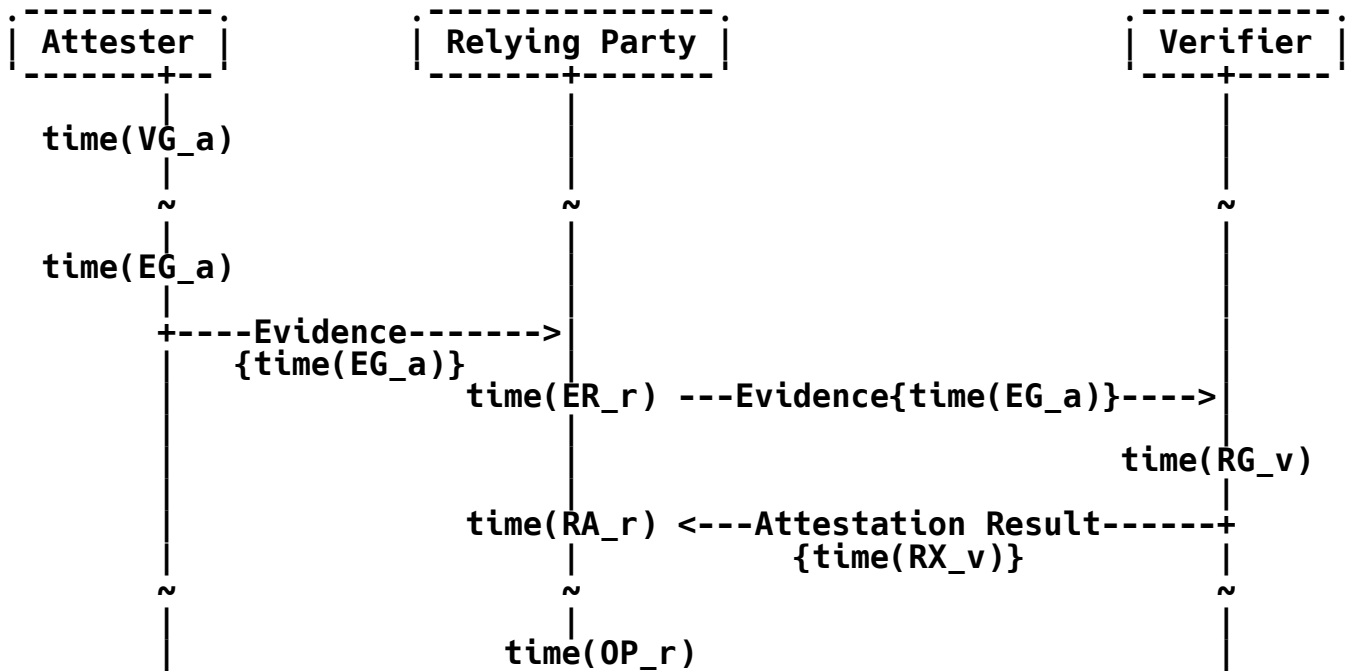 .----------.        .---------------.                     .----------.
| Attester |        | Relying Party |                     | Verifier |
'-------+--'        '-------+-------'                     '----+-----'
time(VG_a)
~ ~ ~
time(EG_a)
+----Evidence------->|
{time(EG_a)}
time(ER_r) ---Evidence{time(EG_a)}---->|
time(RG_v)
time(RA_r) <---Attestation Result------+
{time(RX_v)}
~ ~ ~
time(OP_r)